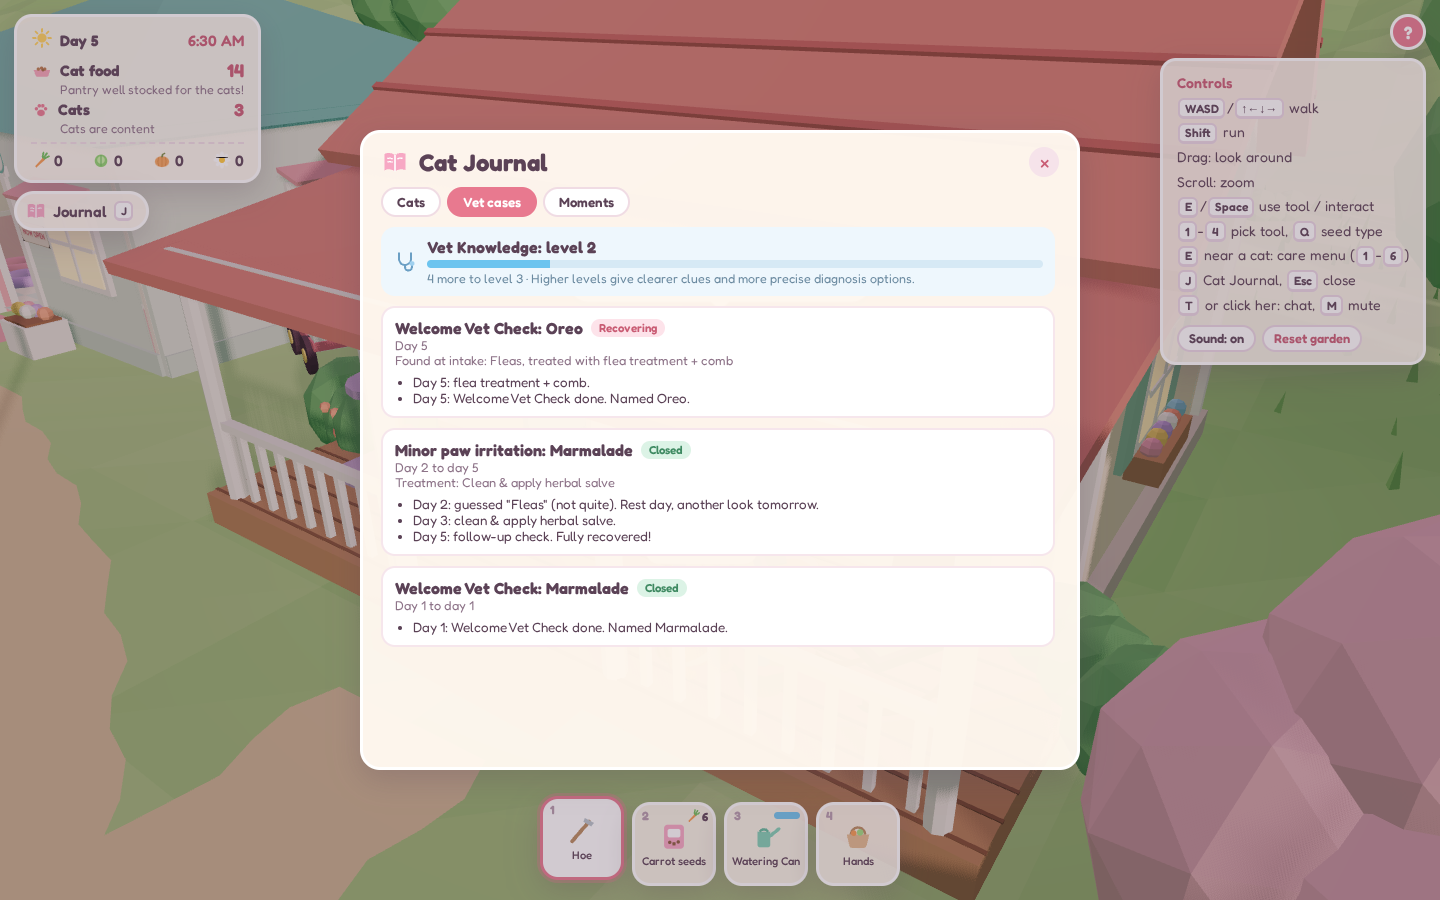 Day 5
6:30 AM
Cat food
14
Pantry well stocked for the cats!
Cats
3
Cats are content
0
0
0
0
Journal
J
Cat Journal
×
Cats
Vet cases
Moments
Vet Knowledge: level 2
4 more to level 3 · Higher levels give clearer clues and more precise diagnosis options.
Welcome Vet Check: Oreo
Recovering
Day 5
Found at intake: Fleas, treated with flea treatment + comb
• Day 5: flea treatment + comb.
• Day 5: Welcome Vet Check done. Named Oreo.
Minor paw irritation: Marmalade
Closed
Day 2 to day 5
Treatment: Clean & apply herbal salve
• Day 2: guessed "Fleas" (not quite). Rest day, another look tomorrow.
• Day 3: clean & apply herbal salve.
• Day 5: follow-up check. Fully recovered!
Welcome Vet Check: Marmalade
Closed
Day 1 to day 1
• Day 1: Welcome Vet Check done. Named Marmalade.
?
Controls
WASD / ↑←↓→ walk
Shift run
Drag: look around
Scroll: zoom
E / Space use tool / interact
1 - 4 pick tool, Q seed type
E near a cat: care menu ( 1 - 6 )
J Cat Journal, Esc close
T or click her: chat, M mute
Sound: on
Reset garden
1
Hoe
2
6
Carrot seeds
3
Watering Can
4
Hands